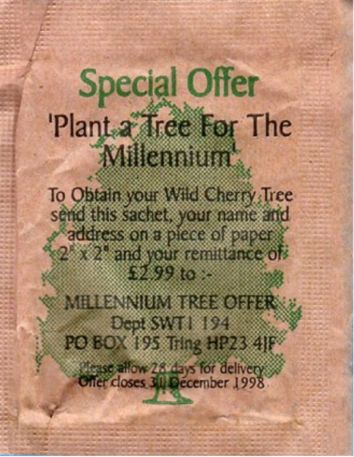 Special Offer
'Plant a Tree For The
Millennium'
To Obtain your Wild Cherry Tree
send this sachet, your name and
address on a piece of paper
2" x 2" and your remittance of
£2.99 to :-
MILLENNIUM TREE OFFER
Dept SWT1 194
PO BOX 195 Tring HP23 4JF
Please allow 28 days for delivery
Offer closes 31 December 1998